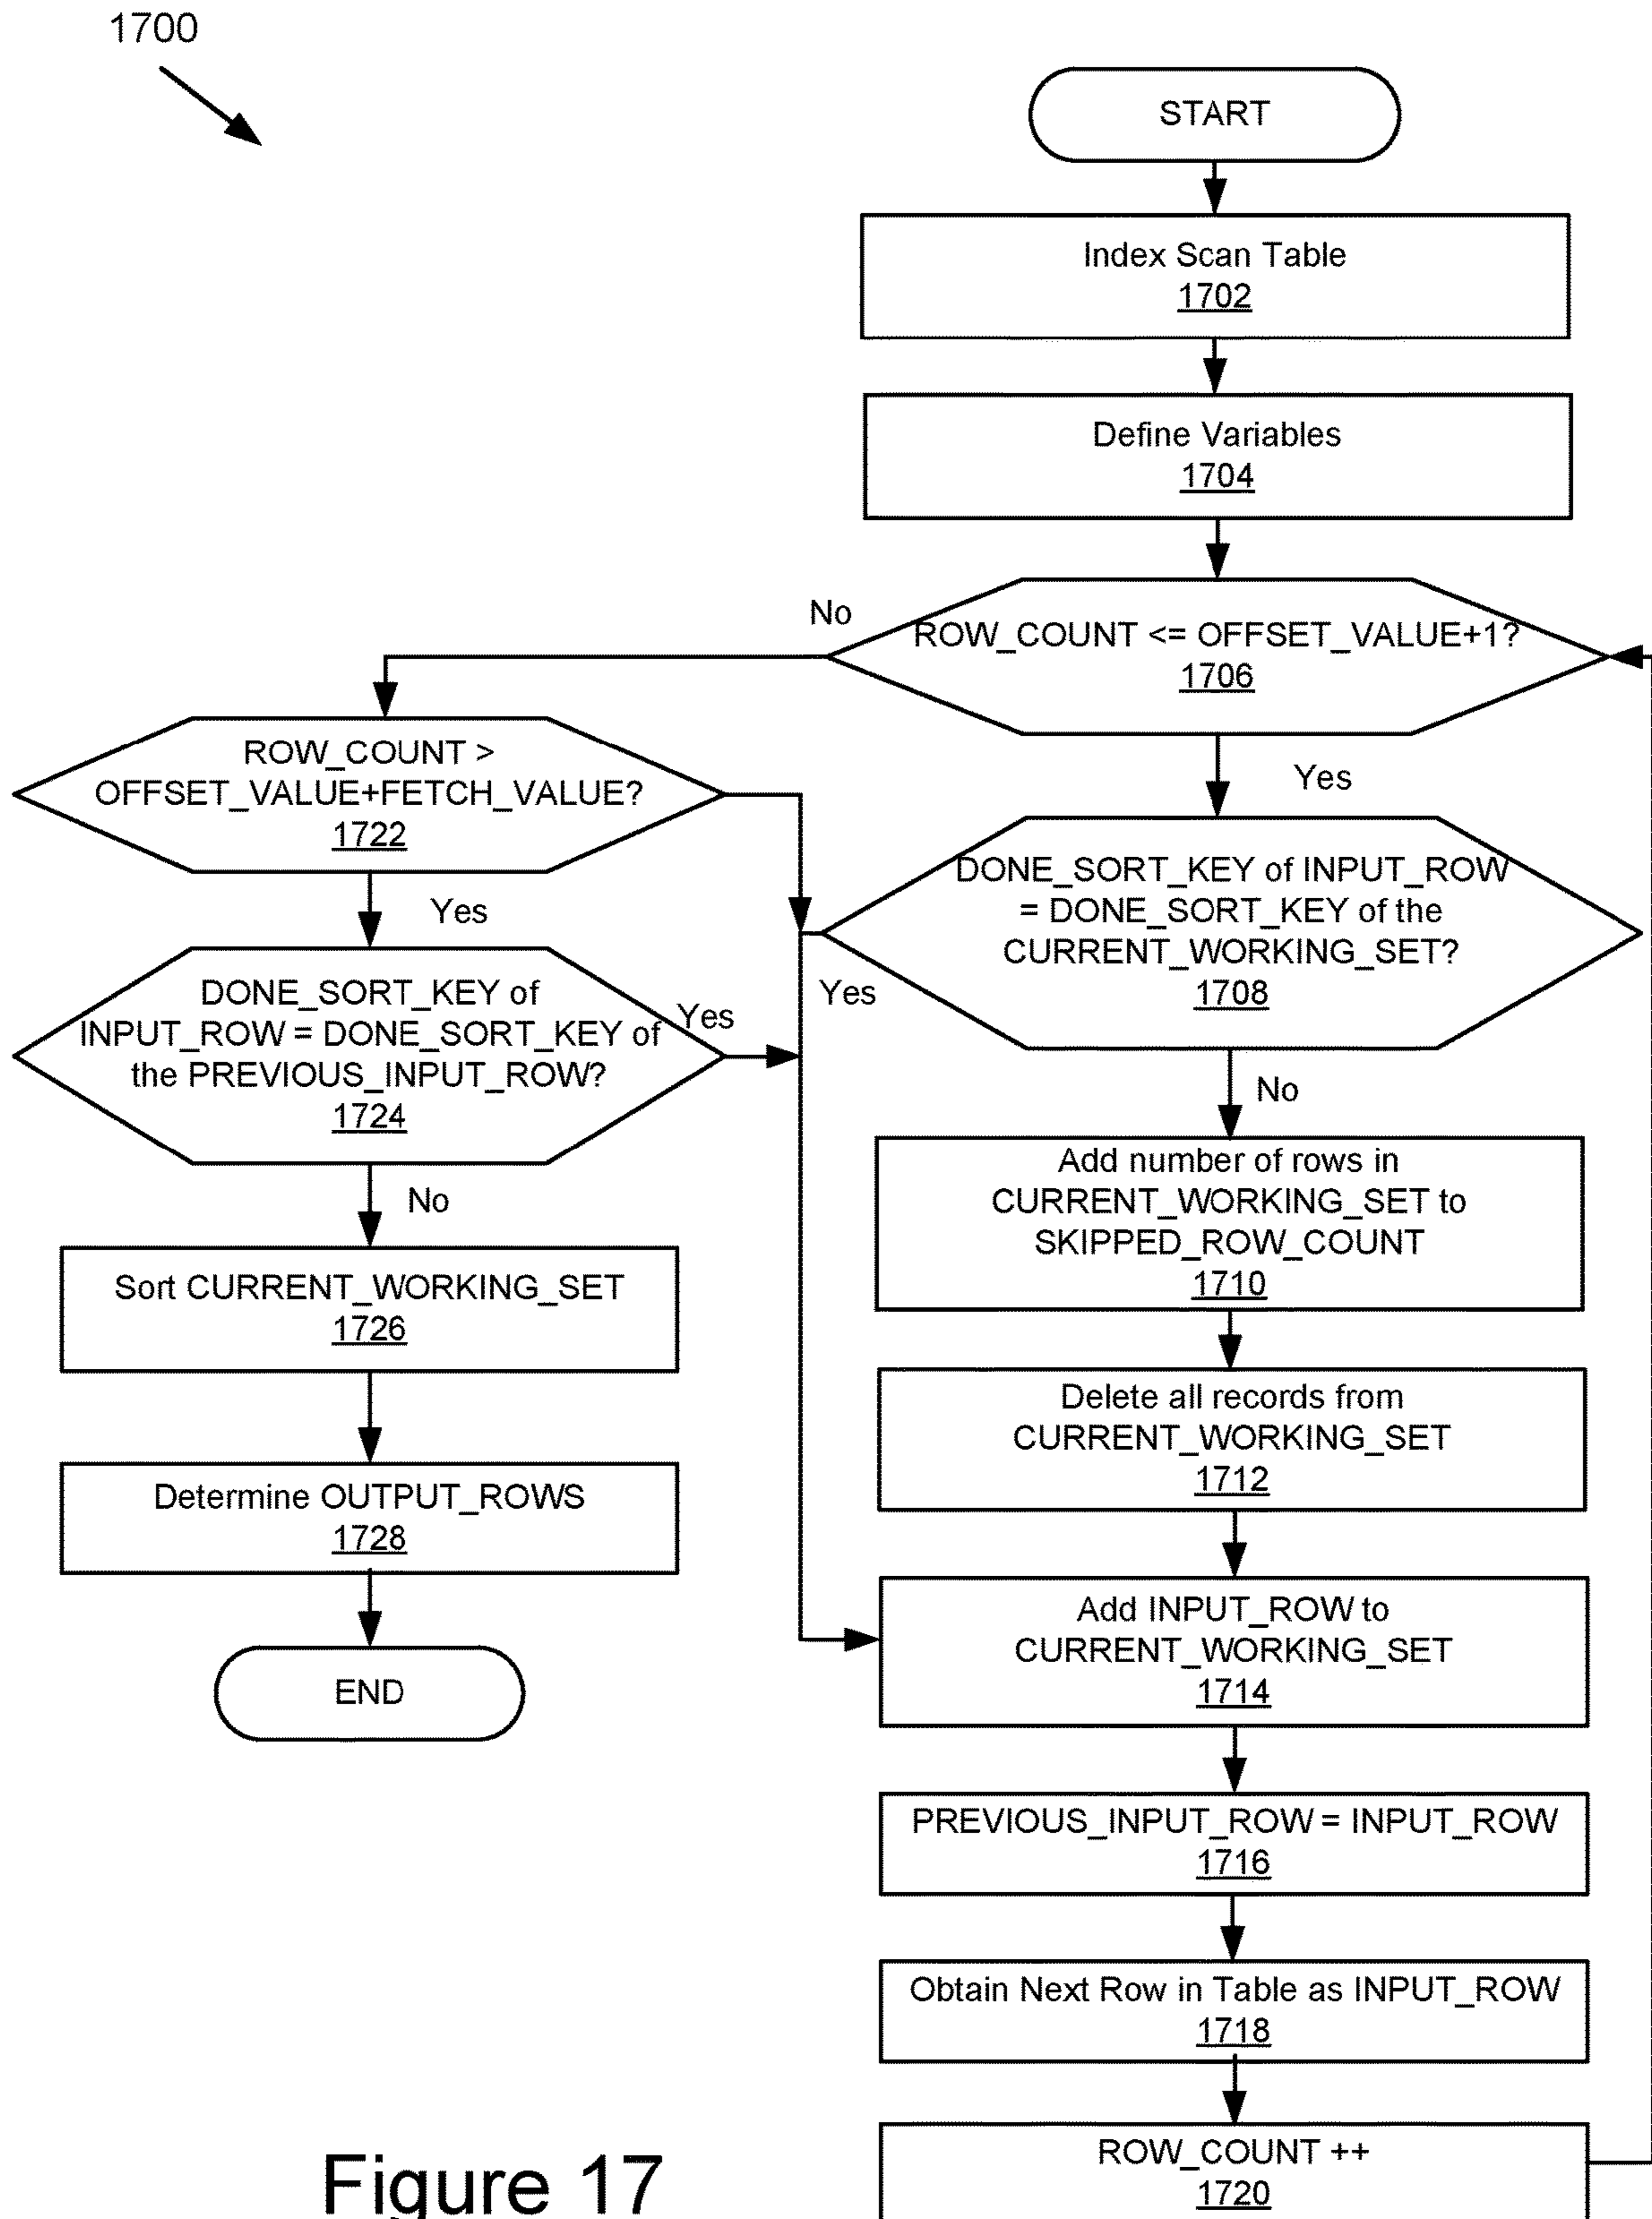 1700
START
Index Scan Table
1702
Define Variables
1704
No
ROW_COUNT <= OFFSET_VALUE+1?
1706
Yes
ROW_COUNT >
OFFSET_VALUE+FETCH_VALUE?
1722
Yes
DONE_SORT_KEY of INPUT_ROW
= DONE_SORT_KEY of the
CURRENT_WORKING_SET?
1708
Yes
No
DONE_SORT_KEY of
INPUT_ROW = DONE_SORT_KEY of
the PREVIOUS_INPUT_ROW?
1724
Yes
No
Add number of rows in
CURRENT_WORKING_SET to
SKIPPED_ROW_COUNT
1710
Sort CURRENT_WORKING_SET
1726
Delete all records from
CURRENT_WORKING_SET
1712
Determine OUTPUT_ROWS
1728
Add INPUT_ROW to
CURRENT_WORKING_SET
1714
END
PREVIOUS_INPUT_ROW = INPUT_ROW
1716
Obtain Next Row in Table as INPUT_ROW
1718
ROW_COUNT ++
1720
Figure 17